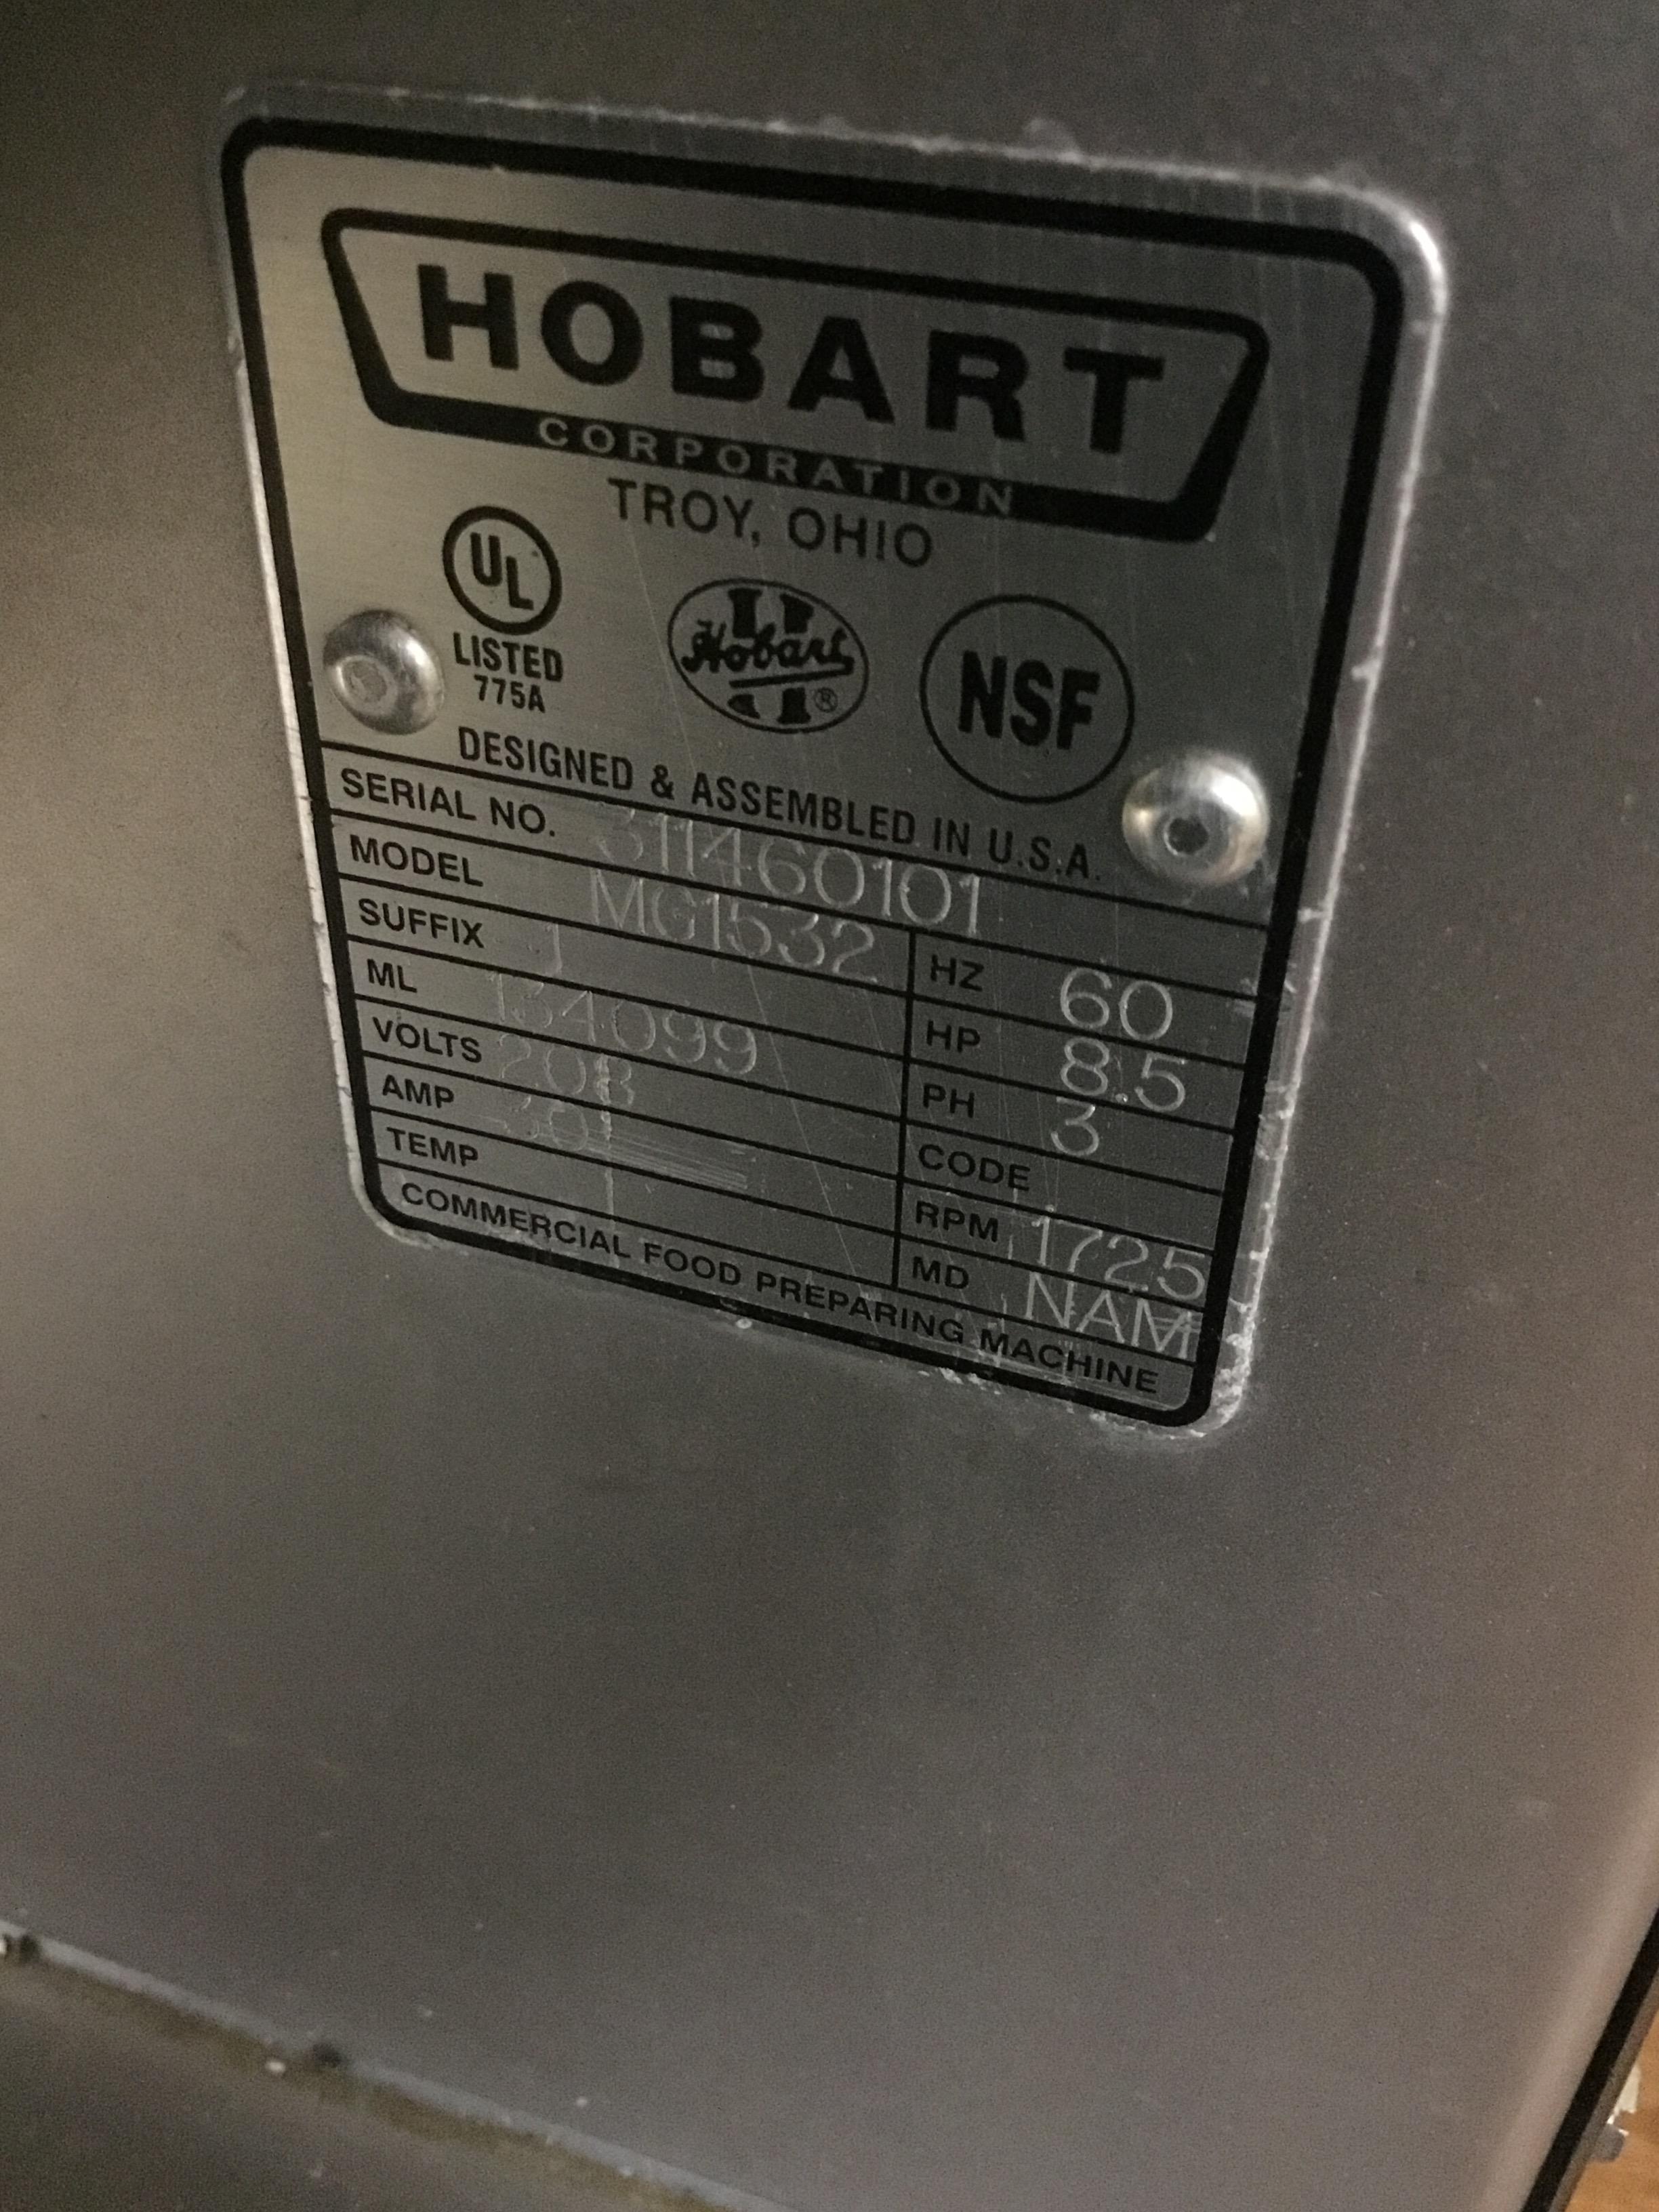 HOBART
CORPORATION
TROY, OHIO
UL
LISTED
775A
Hobart ®
NSF
DESIGNED & ASSEMBLED IN U.S.A.
SERIAL NO. 311460101
MODEL MG1532 HZ 60
SUFFIX J HP 8.5
ML 134099 PH 3
VOLTS 208 CODE
AMP 30 RPM 1725
TEMP MD NAM
COMMERCIAL FOOD PREPARING MACHINE